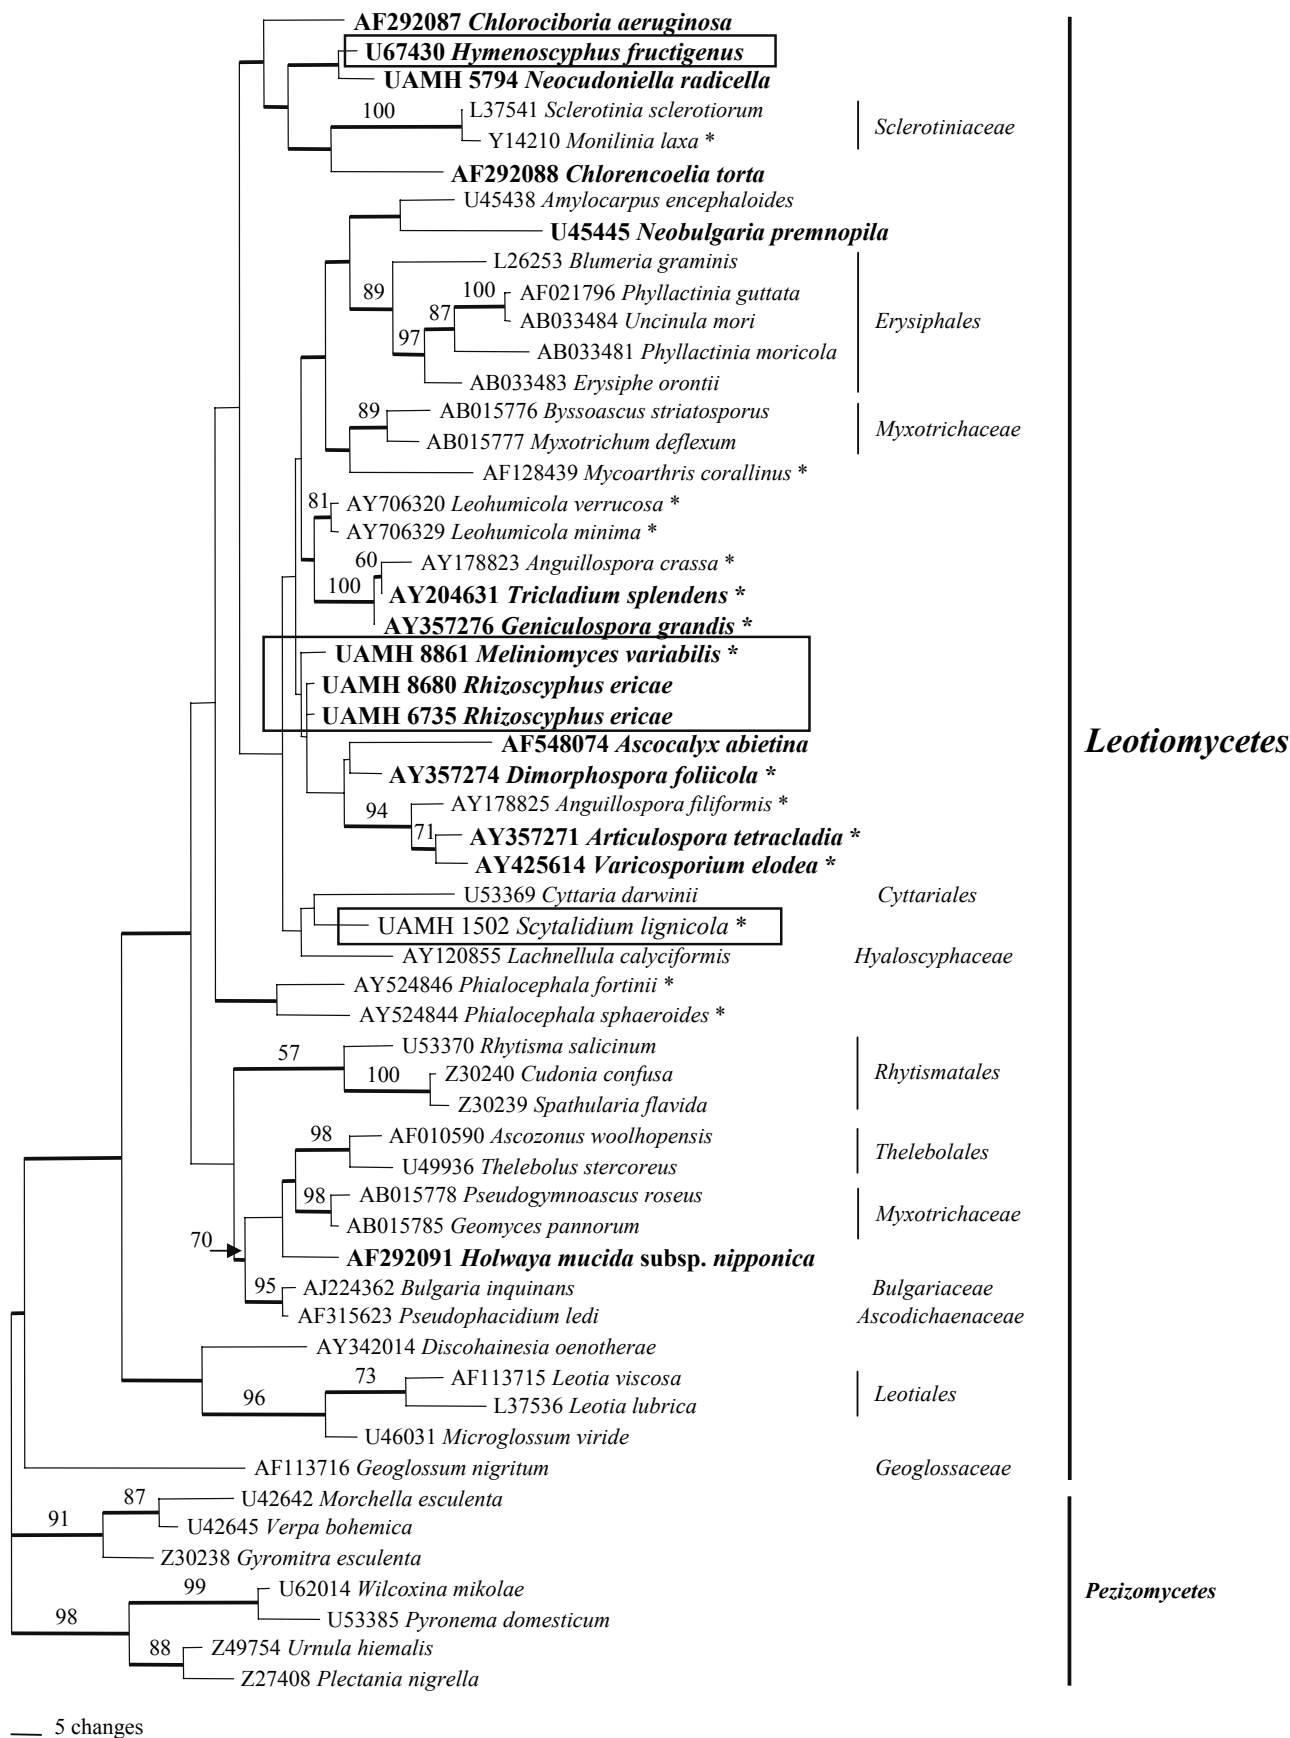 AF292087 Chlorociboria aeruginosa
U67430 Hymenoscyphus fructigenus
UAMH 5794 Neocudoniella radicella
100
L37541 Sclerotinia sclerotiorum
Sclerotiniaceae
Y14210 Monilinia laxa *
AF292088 Chlorencoelia torta
U45438 Amylocarpus encephaloides
U45445 Neobulgaria premnopila
L26253 Blumeria graminis
89
100
AF021796 Phyllactinia guttata
87
AB033484 Uncinula mori
Erysiphales
97
AB033481 Phyllactinia moricola
AB033483 Erysiphe orontii
89
AB015776 Byssoascus striatosporus
Myxotrichaceae
AB015777 Myxotrichum deflexum
AF128439 Mycoarthris corallinus *
81
AY706320 Leohumicola verrucosa *
AY706329 Leohumicola minima *
60
AY178823 Anguillospora crassa *
100
AY204631 Tricladium splendens *
AY357276 Geniculospora grandis *
UAMH 8861 Meliniomyces variabilis *
UAMH 8680 Rhizoscyphus ericae
UAMH 6735 Rhizoscyphus ericae
AF548074 Ascocalyx abietina
Leotiomycetes
AY357274 Dimorphospora foliicola *
94
AY178825 Anguillospora filiformis *
71
AY357271 Articulospora tetracladia *
AY425614 Varicosporium elodea *
U53369 Cyttaria darwinii
Cyttariales
UAMH 1502 Scytalidium lignicola *
AY120855 Lachnellula calyciformis
Hyaloscyphaceae
AY524846 Phialocephala fortinii *
AY524844 Phialocephala sphaeroides *
57
U53370 Rhytisma salicinum
100
Z30240 Cudonia confusa
Rhytismatales
Z30239 Spathularia flavida
98
AF010590 Ascozonus woolhopensis
Thelebolales
U49936 Thelebolus stercoreus
98
AB015778 Pseudogymnoascus roseus
Myxotrichaceae
AB015785 Geomyces pannorum
70
AF292091 Holwaya mucida subsp. nipponica
95
AJ224362 Bulgaria inquinans
Bulgariaceae
AF315623 Pseudophacidium ledi
Ascodichaenaceae
AY342014 Discohainesia oenotherae
73
AF113715 Leotia viscosa
96
Leotiales
L37536 Leotia lubrica
U46031 Microglossum viride
AF113716 Geoglossum nigritum
Geoglossaceae
87
U42642 Morchella esculenta
91
U42645 Verpa bohemica
Z30238 Gyromitra esculenta
99
U62014 Wilcoxina mikolae
Pezizomycetes
98
U53385 Pyronema domesticum
88
Z49754 Urnula hiemalis
Z27408 Plectania nigrella
5 changes